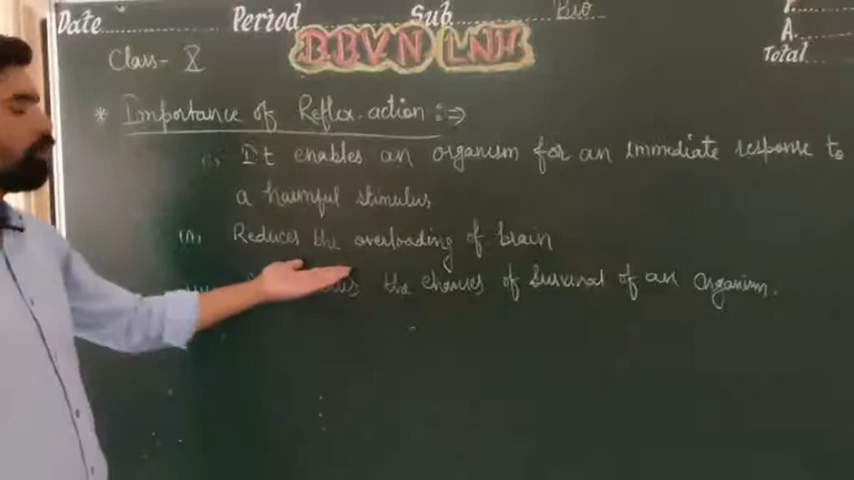 Date........ Period........ Sub...Bio...
P.
A.
Total
Class- X
DBVN LNH
* Importance of Reflex.action :⇒
(i) It enables an organism for an immediate response to
a harmful stimulus
(ii) Reduces the overloading of brain
the chances of Survival of an organism.